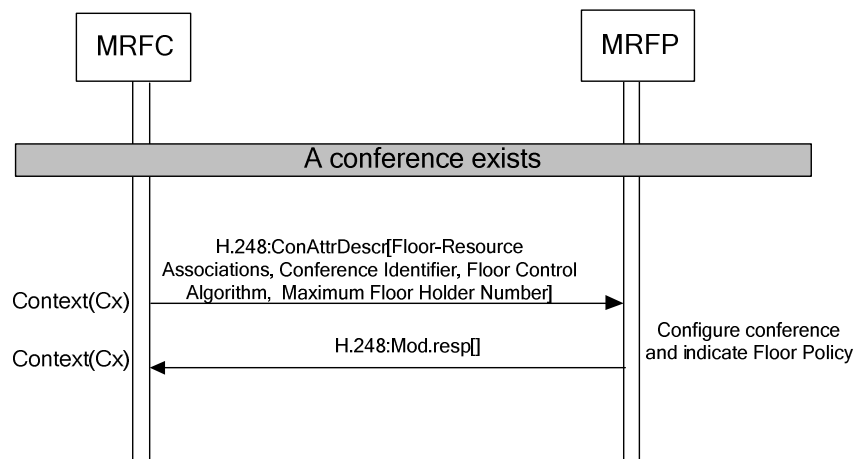 MRFC
MRFP
A conference exists
H.248:ConAttrDescr[Floor-Resource
Associations, Conference Identifier, Floor Control
Algorithm, Maximum Floor Holder Number]
Context(Cx)
Configure conference
and indicate Floor Policy
H.248:Mod.resp[]
Context(Cx)